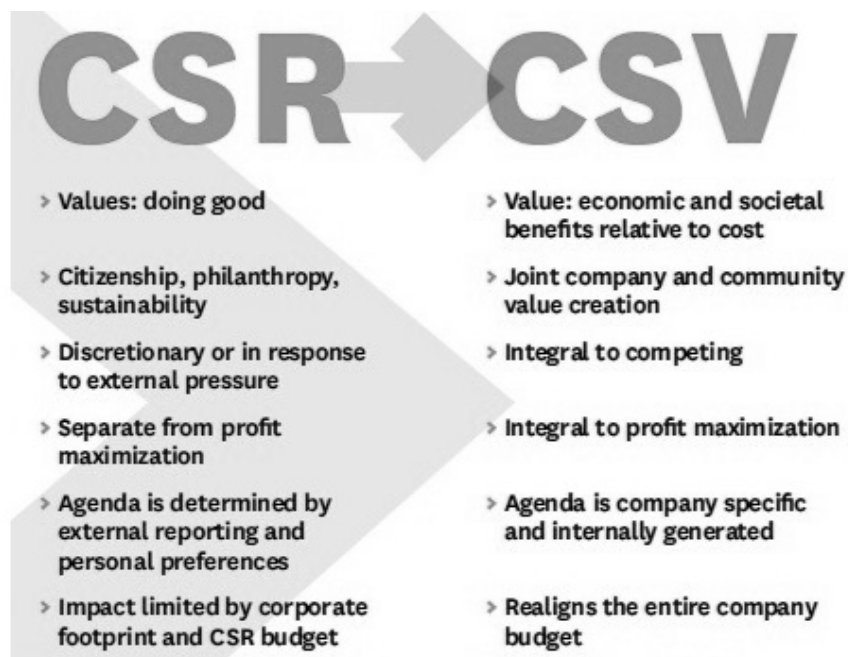 CSR CSV
> Values: doing good
> Value: economic and societal
benefits relative to cost
> Citizenship, philanthropy,
sustainability
> Joint company and community
value creation
> Discretionary or in response
to external pressure
> Integral to competing
> Separate from profit
maximization
> Integral to profit maximization
> Agenda is determined by
external reporting and
personal preferences
> Agenda is company specific
and internally generated
> Impact limited by corporate
footprint and CSR budget
> Realigns the entire company
budget